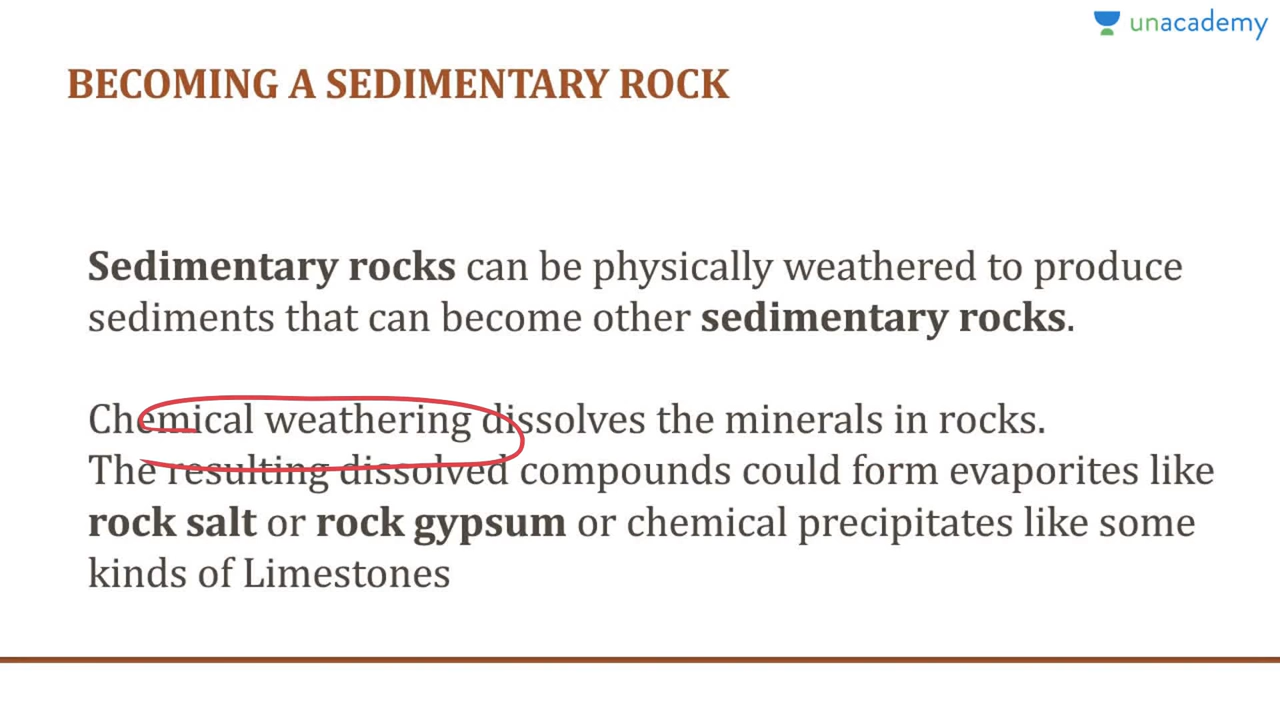 unacademy
BECOMING A SEDIMENTARY ROCK
Sedimentary rocks can be physically weathered to produce
sediments that can become other sedimentary rocks.
Chemical weathering dissolves the minerals in rocks.
The resulting dissolved compounds could form evaporites like
rock salt or rock gypsum or chemical precipitates like some
kinds of Limestones